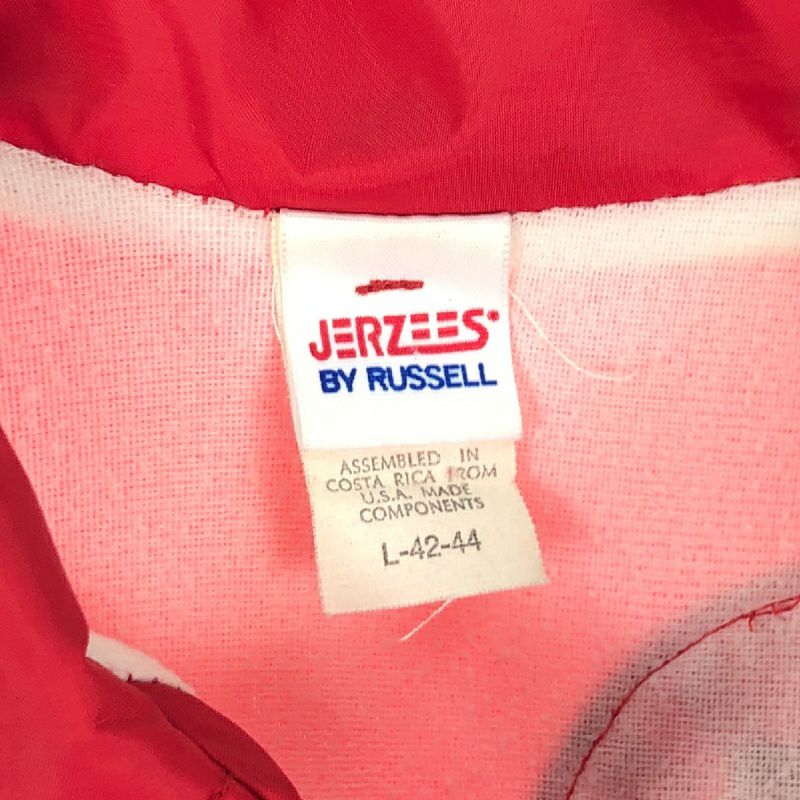 JERZEES®
BY RUSSELL
ASSEMBLED IN
COSTA RICA FROM
U.S.A. MADE
COMPONENTS
L-42-44